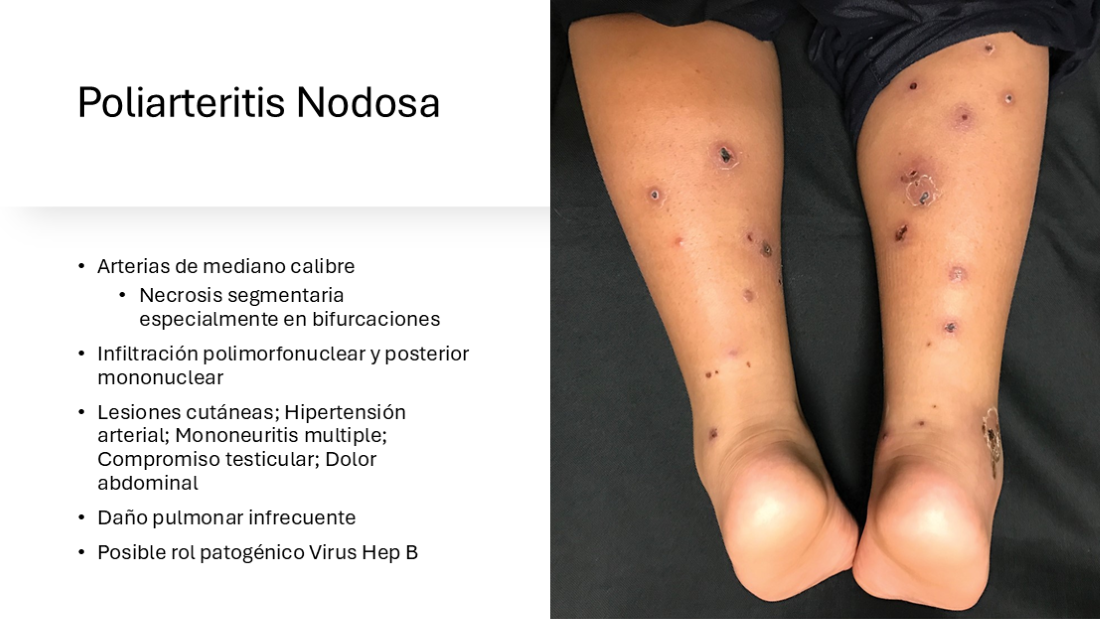 Poliarteritis Nodosa
• Arterias de mediano calibre
• Necrosis segmentaria
especialmente en bifurcaciones
• Infiltración polimorfonuclear y posterior
mononuclear
• Lesiones cutáneas; Hipertensión
arterial; Mononeuritis multiple;
Compromiso testicular; Dolor
abdominal
• Daño pulmonar infrecuente
• Posible rol patogénico Virus Hep B